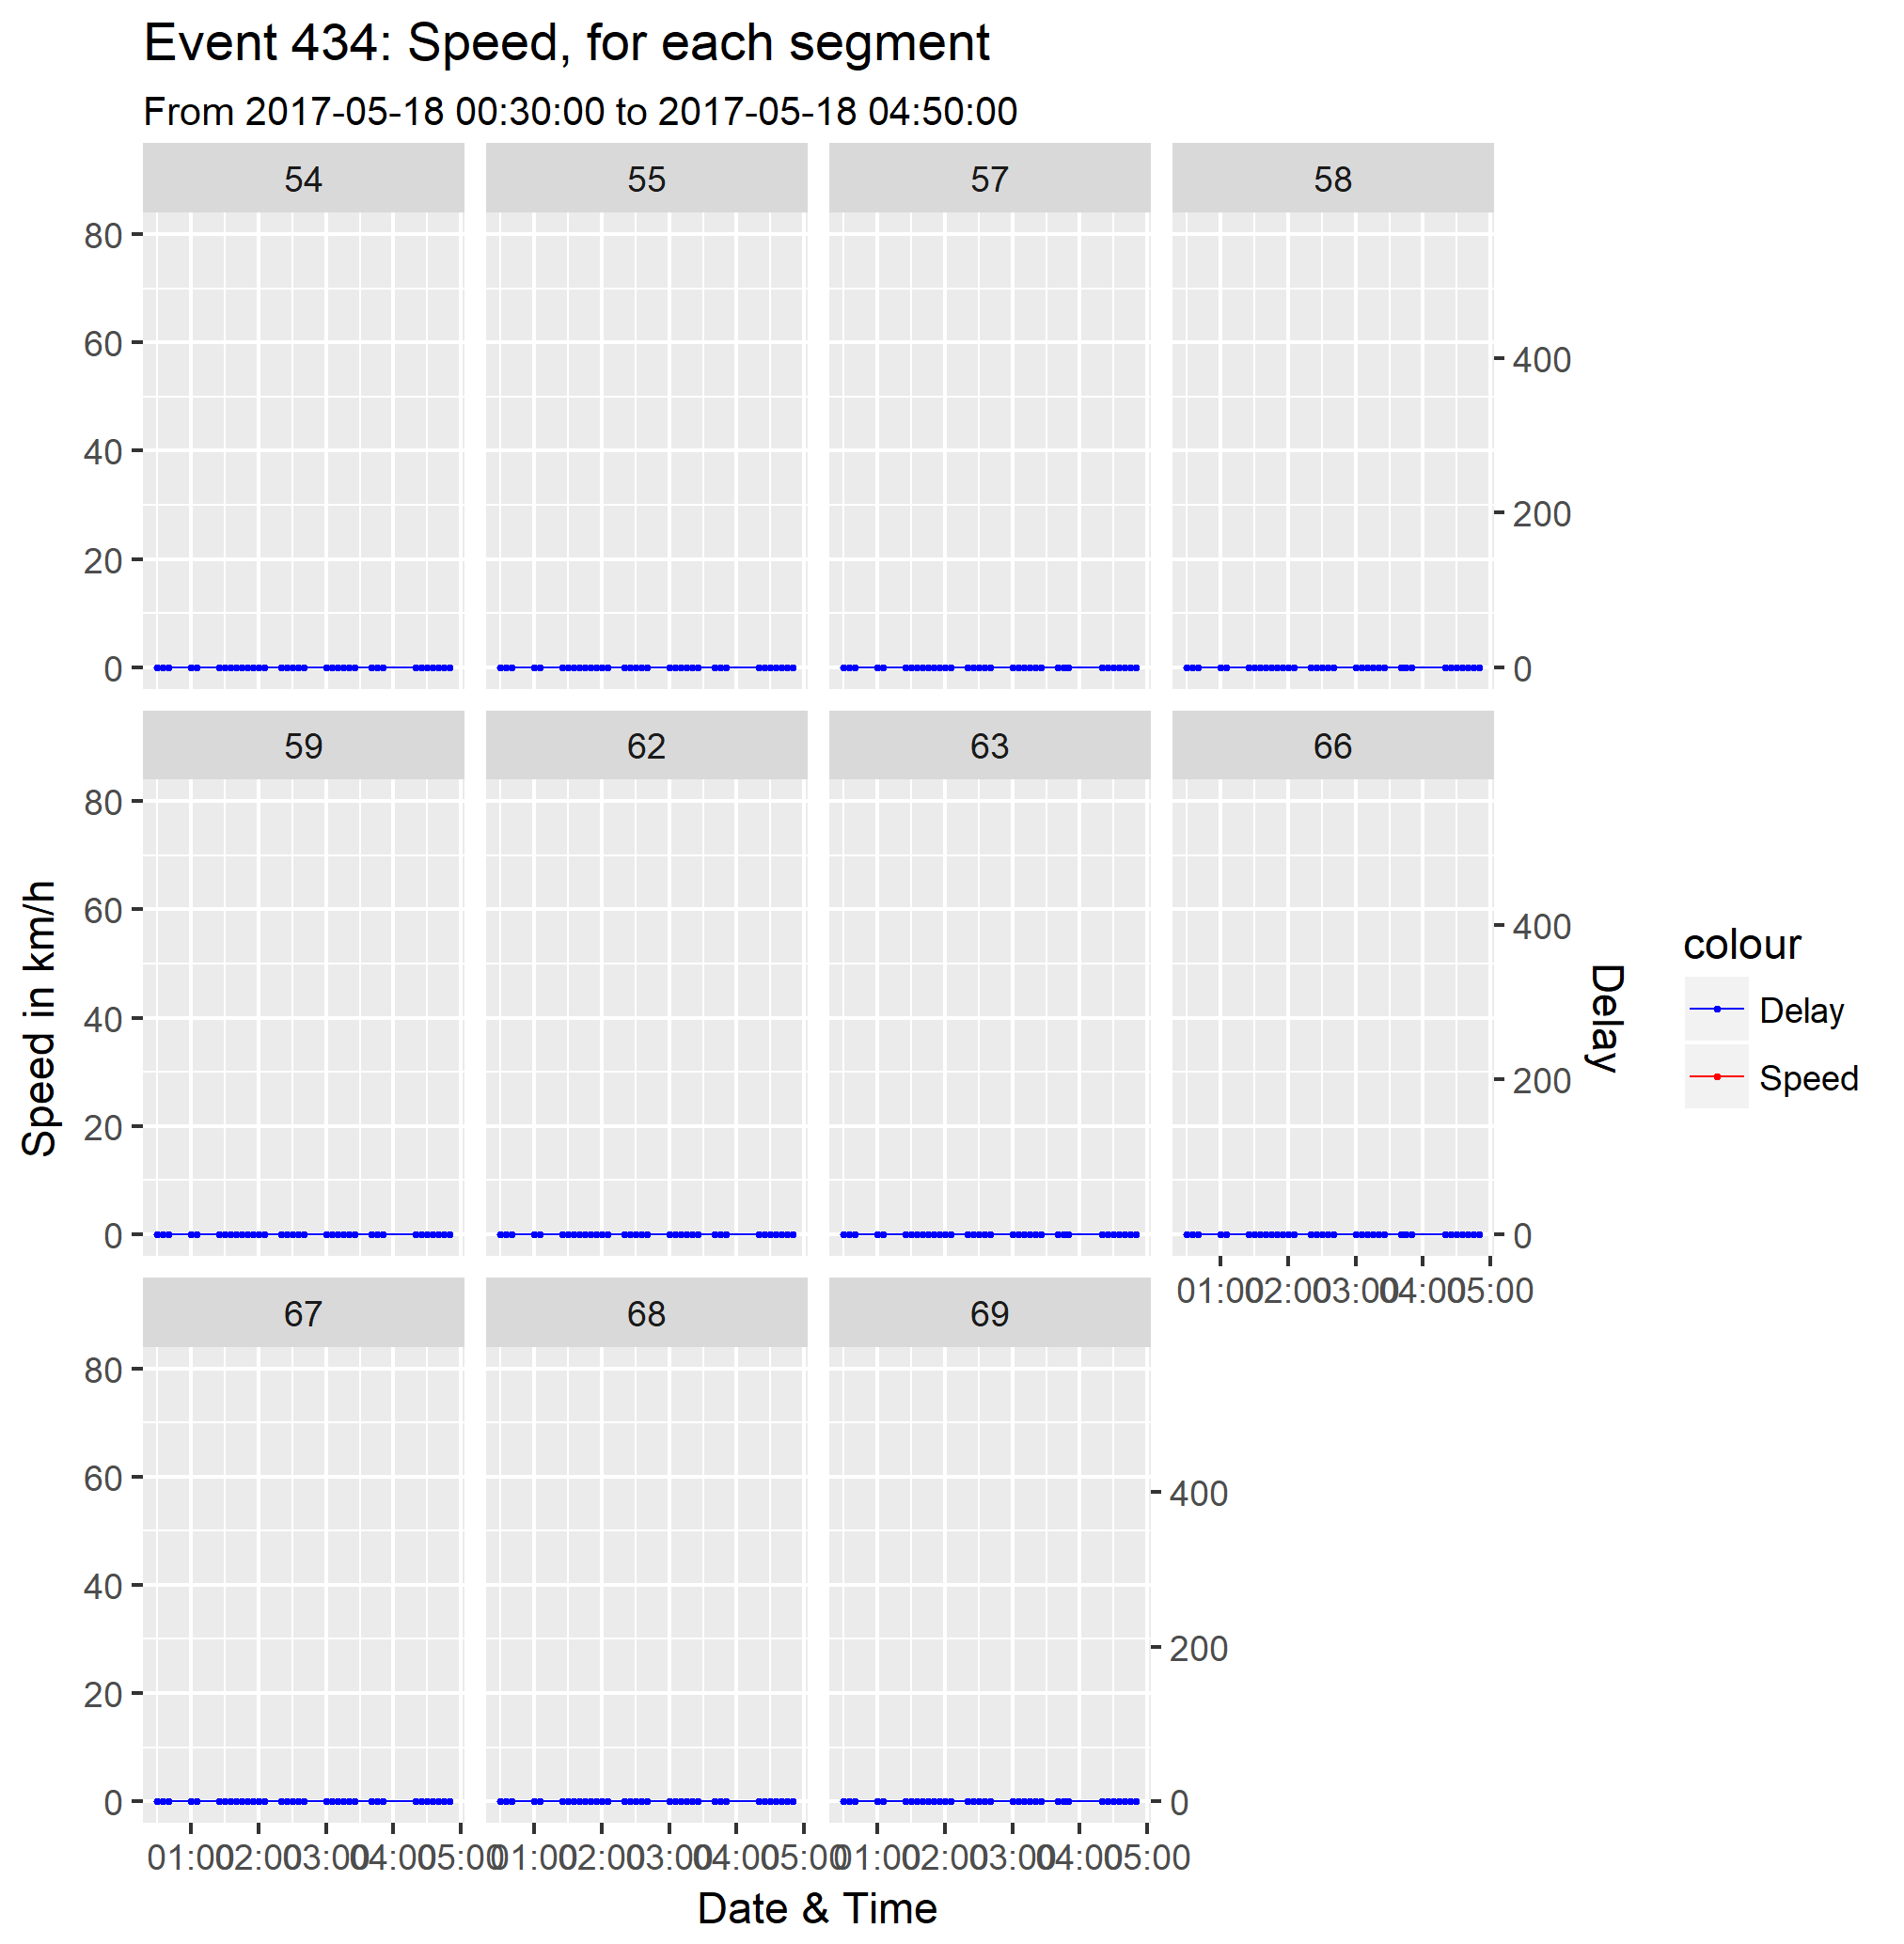 Event 434: Speed, for each segment
From 2017-05-18 00:30:00 to 2017-05-18 04:50:00
54 55 57 58
80
60
40
20
0
400
200
0
59 62 63 66
80
60
40
20
0
400
200
0
01:00 02:00 03:00 04:00 05:00
67 68 69
80
60
40
20
0
400
200
0
01:00 02:00 03:00 04:00 05:00 01:00 02:00 03:00 04:00 05:00 01:00 02:00 03:00 04:00 05:00
Date & Time
Speed in km/h
Delay
colour
Delay
Speed